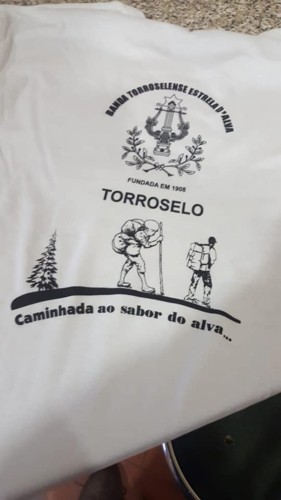 BANDA TORROSELENSE ESTRELA D'ALVA
FUNDADA EM 1908
TORROSELO
Caminhada ao sabor do alva...